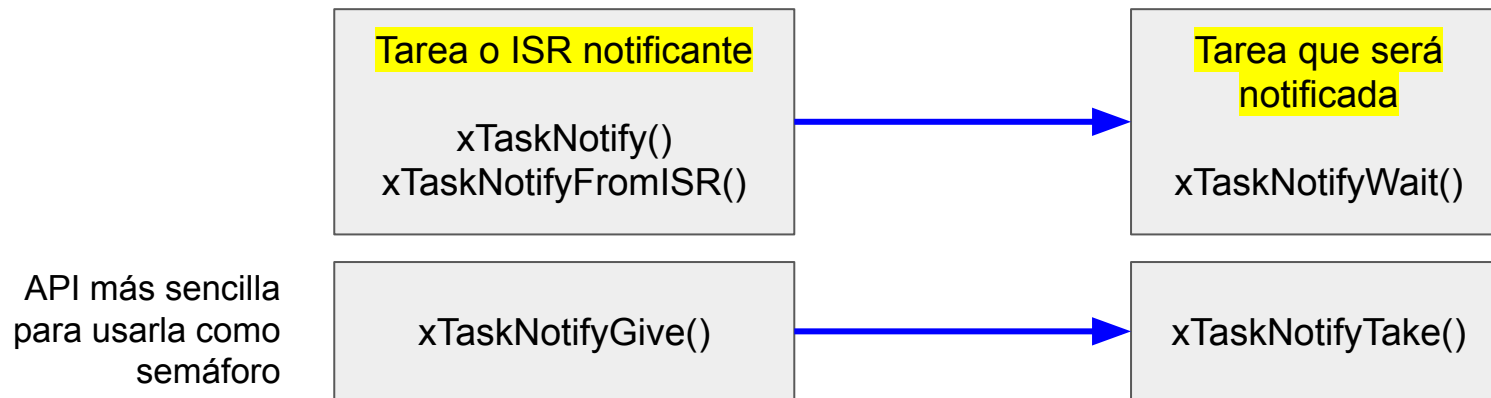 Tarea o ISR notificante
xTaskNotify()
xTaskNotifyFromISR()
Tarea que será
notificada
xTaskNotifyWait()
API más sencilla
para usarla como
semáforo
xTaskNotifyGive()
xTaskNotifyTake()